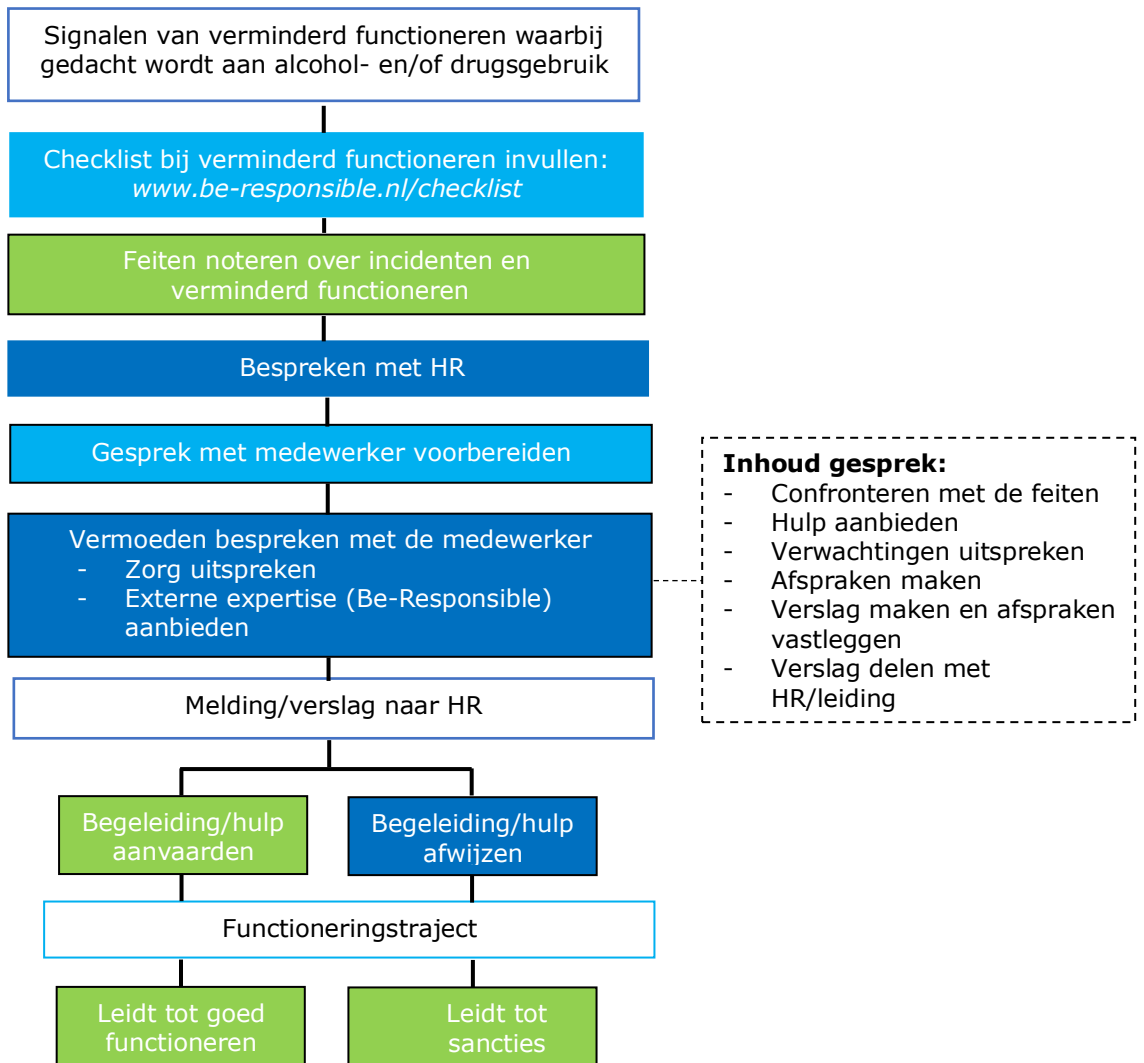 Signalen van verminderd functioneren waarbij
gedacht wordt aan alcohol- en/of drugsgebruik
Checklist bij verminderd functioneren invullen:
www.be-responsible.nl/checklist
Feiten noteren over incidenten en
verminderd functioneren
Bespreken met HR
Gesprek met medewerker voorbereiden
Vermoeden bespreken met de medewerker
- Zorg uitspreken
- Externe expertise (Be-Responsible)
aanbieden
Inhoud gesprek:
- Confronteren met de feiten
- Hulp aanbieden
- Verwachtingen uitspreken
- Afspraken maken
- Verslag maken en afspraken
vastleggen
- Verslag delen met
HR/leiding
Melding/verslag naar HR
Begeleiding/hulp
aanvaarden
Begeleiding/hulp
afwijzen
Functioneringstraject
Leidt tot goed
functioneren
Leidt tot
sancties